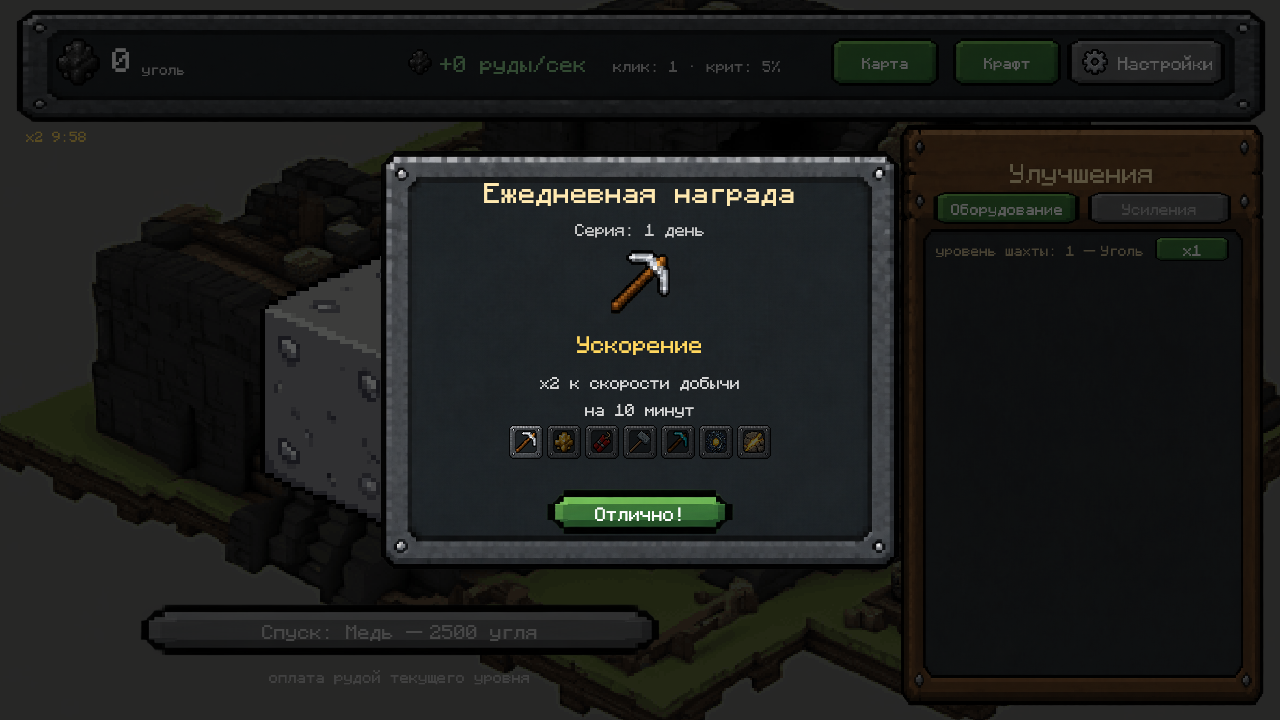 0 уголь
+0 руды/сек клик: 1 · крит: 5%
Карта
Крафт
Настройки
x2 9:58
Ежедневная награда
Серия: 1 день
Ускорение
x2 к скорости добычи
на 10 минут
Отлично!
Улучшения
Оборудование
Усиления
уровень шахты: 1 — Уголь
x1
Спуск: Медь — 2500 угля
оплата рудой текущего уровня